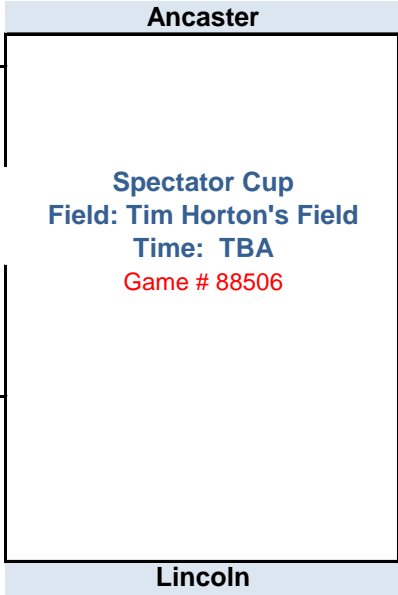 Ancaster
Spectator Cup
Field: Tim Horton's Field
Time:  TBA
Game # 88506
Lincoln